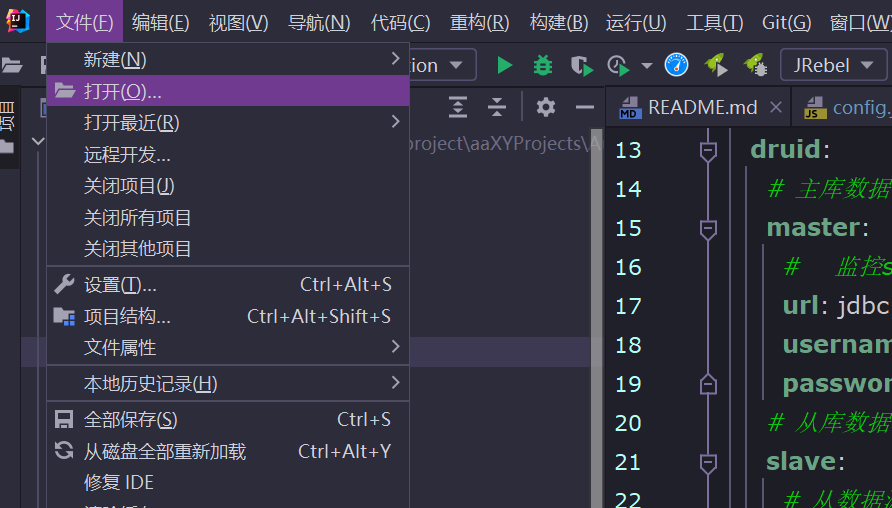 文件(F) 编辑(E) 视图(V) 导航(N) 代码(C) 重构(R) 构建(B) 运行(U) 工具(T) Git(G) 窗口(W
新建(N)
打开(O)...
打开最近(R)
远程开发...
关闭项目(J)
关闭所有项目
关闭其他项目
设置(T)... Ctrl+Alt+S
项目结构... Ctrl+Alt+Shift+S
文件属性
本地历史记录(H)
全部保存(S) Ctrl+S
从磁盘全部重新加载 Ctrl+Alt+Y
修复 IDE
tion
JRebel
项目
project\aaXYProjects\A
README.md
config_
13 druid:
14 # 主库数据
15 master:
16 # 监控s
17 url: jdbc
18 usernam
19 passwor
20 # 从库数据
21 slave:
22 # 从数据